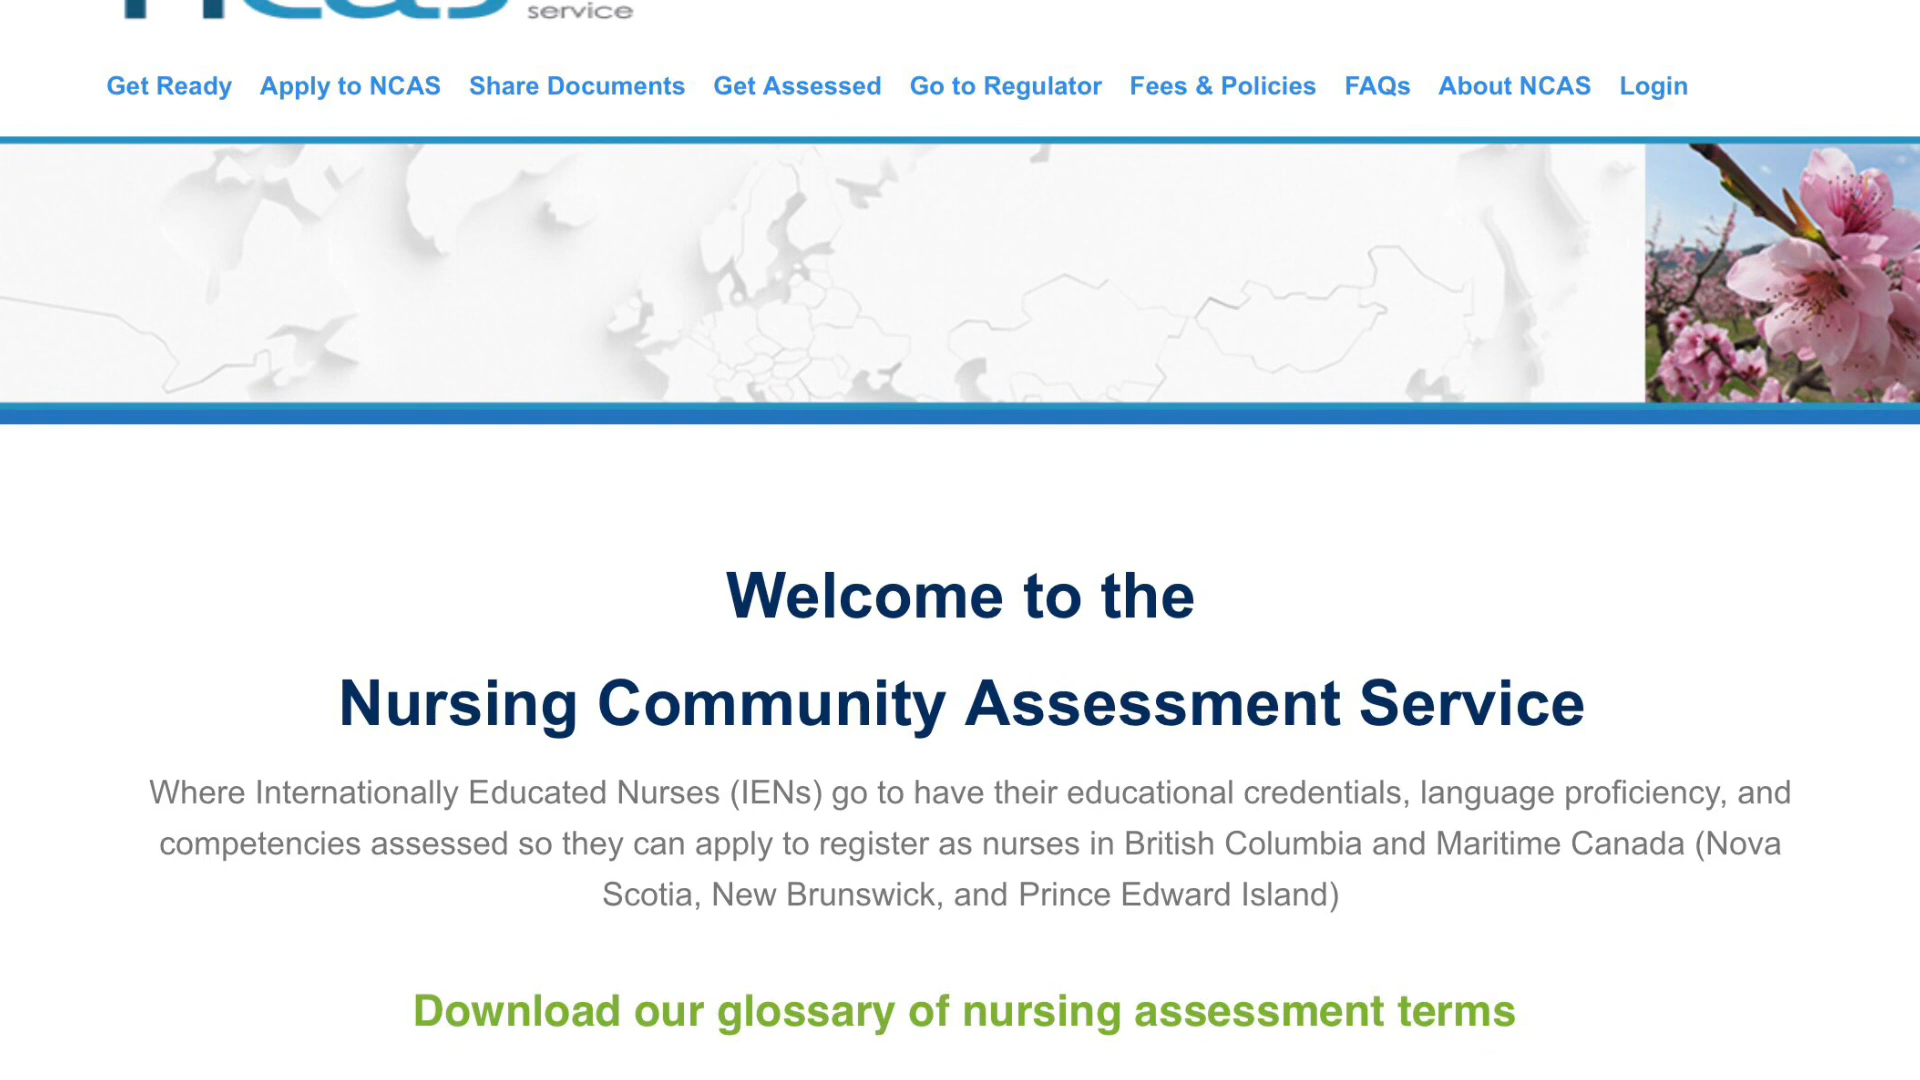 service
Get Ready Apply to NCAS Share Documents Get Assessed Go to Regulator Fees & Policies FAQs About NCAS Login
Welcome to the
Nursing Community Assessment Service
Where Internationally Educated Nurses (IENs) go to have their educational credentials, language proficiency, and
competencies assessed so they can apply to register as nurses in British Columbia and Maritime Canada (Nova
Scotia, New Brunswick, and Prince Edward Island)
Download our glossary of nursing assessment terms